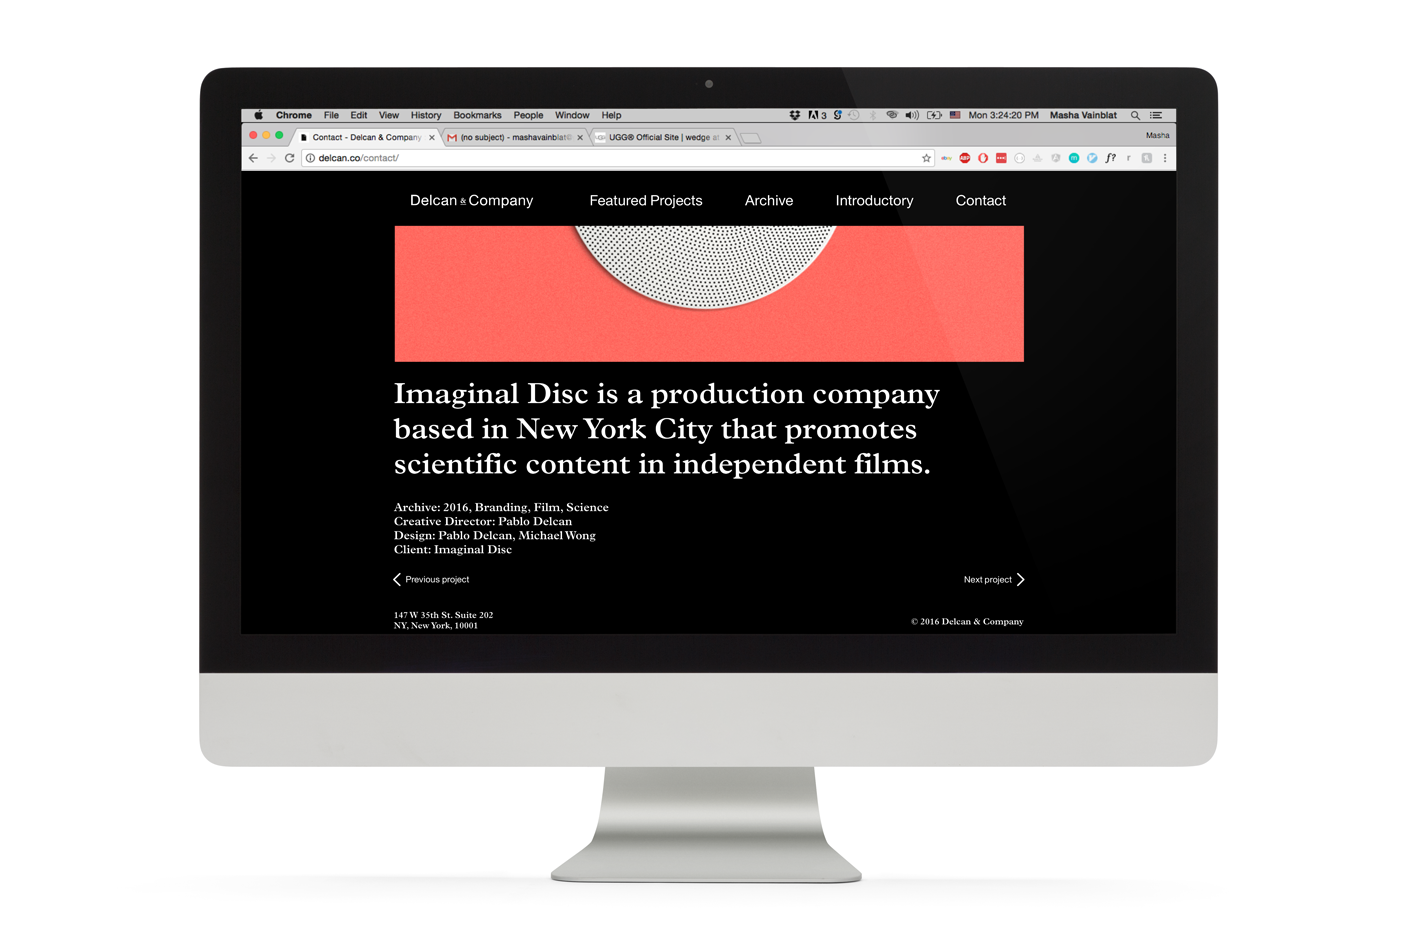 Chrome File Edit View History Bookmarks People Window Help 3 Mon 3:24:20 PM Masha Vainblat
Contact - Delcan & Company (no subject) - mashavainblat UGG® Official Site | wedge Masha
delcan.co/contact/ ebay ABP m f? r
Delcan & Company Featured Projects Archive Introductory Contact
Imaginal Disc is a production company
based in New York City that promotes
scientific content in independent films.
Archive: 2016, Branding, Film, Science
Creative Director: Pablo Delcan
Design: Pablo Delcan, Michael Wong
Client: Imaginal Disc
Previous project Next project
147 W 35th St. Suite 202
NY, New York, 10001
© 2016 Delcan & Company